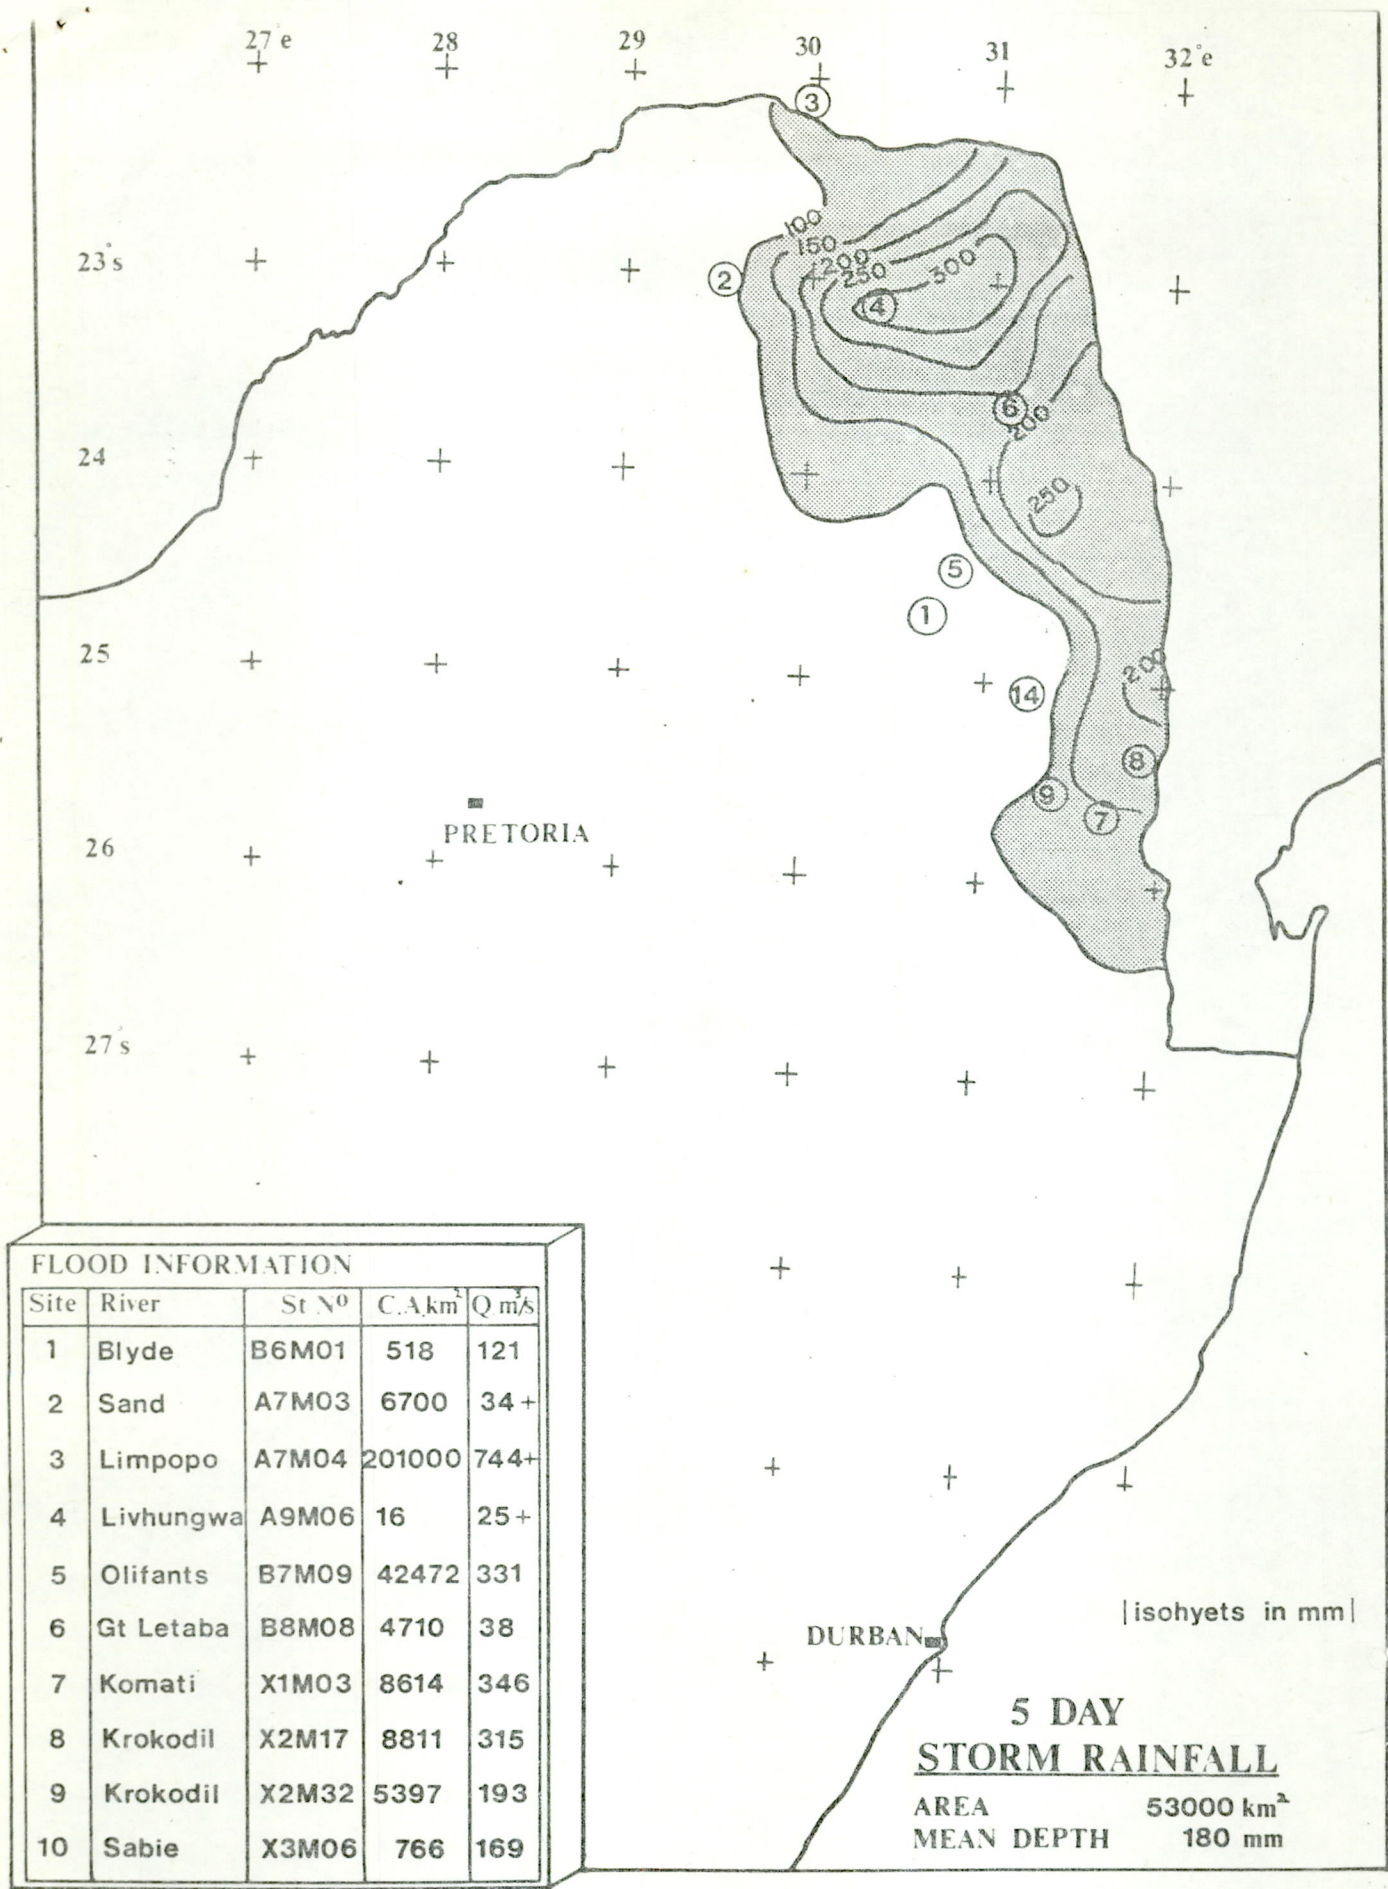 27°e 28 29 30 31 32°e
3
100
23°s
150
2
200
250
300
4
6
200
24
250
5
1
25
200
14
8
9
7
PRETORIA
26
27°s
FLOOD INFORMATION
Site River St Nº C.A.km² Q m³/s
1 Blyde B6M01 518 121
2 Sand A7M03 6700 34+
3 Limpopo A7M04 201000 744+
4 Livhungwa A9M06 16 25+
5 Olifants B7M09 42472 331
6 Gt Letaba B8M08 4710 38
7 Komati X1M03 8614 346
8 Krokodil X2M17 8811 315
9 Krokodil X2M32 5397 193
10 Sabie X3M06 766 169
|isohyets in mm|
DURBAN
5 DAY
STORM RAINFALL
AREA 53000 km²
MEAN DEPTH 180 mm